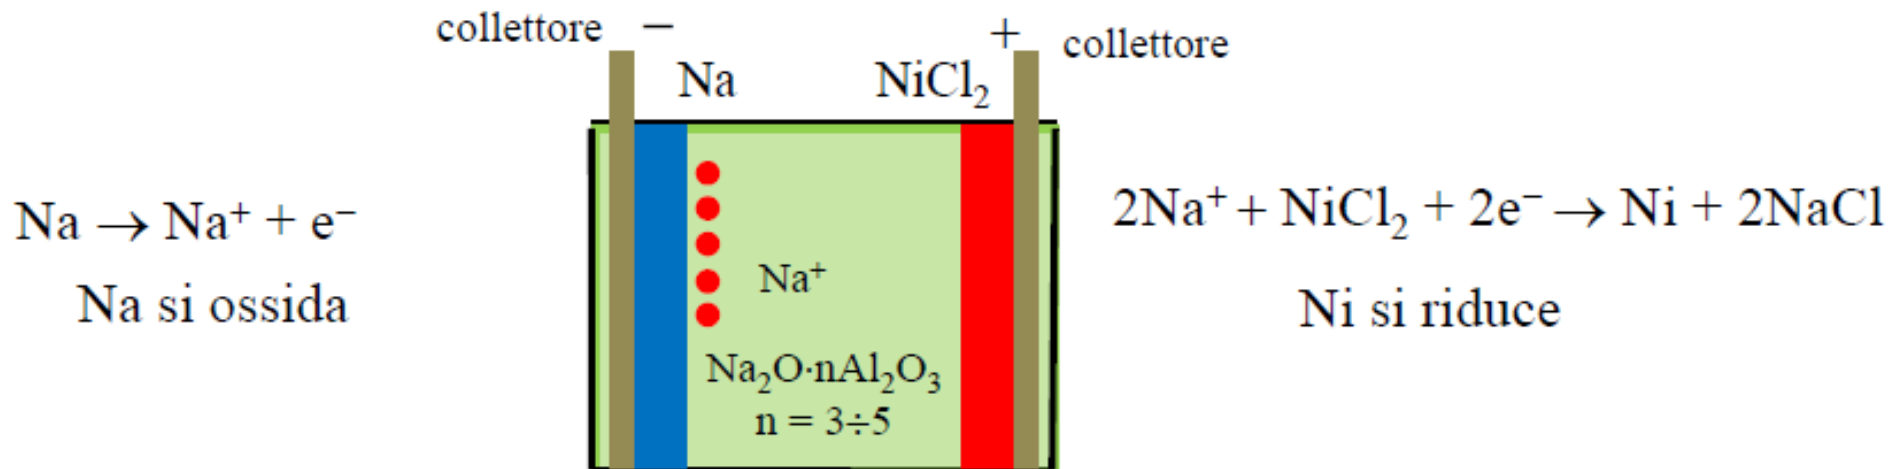 collettore − + collettore
Na NiCl₂
Na → Na⁺ + e⁻
Na si ossida
Na⁺
Na₂O·nAl₂O₃
n = 3÷5
2Na⁺ + NiCl₂ + 2e⁻ → Ni + 2NaCl
Ni si riduce